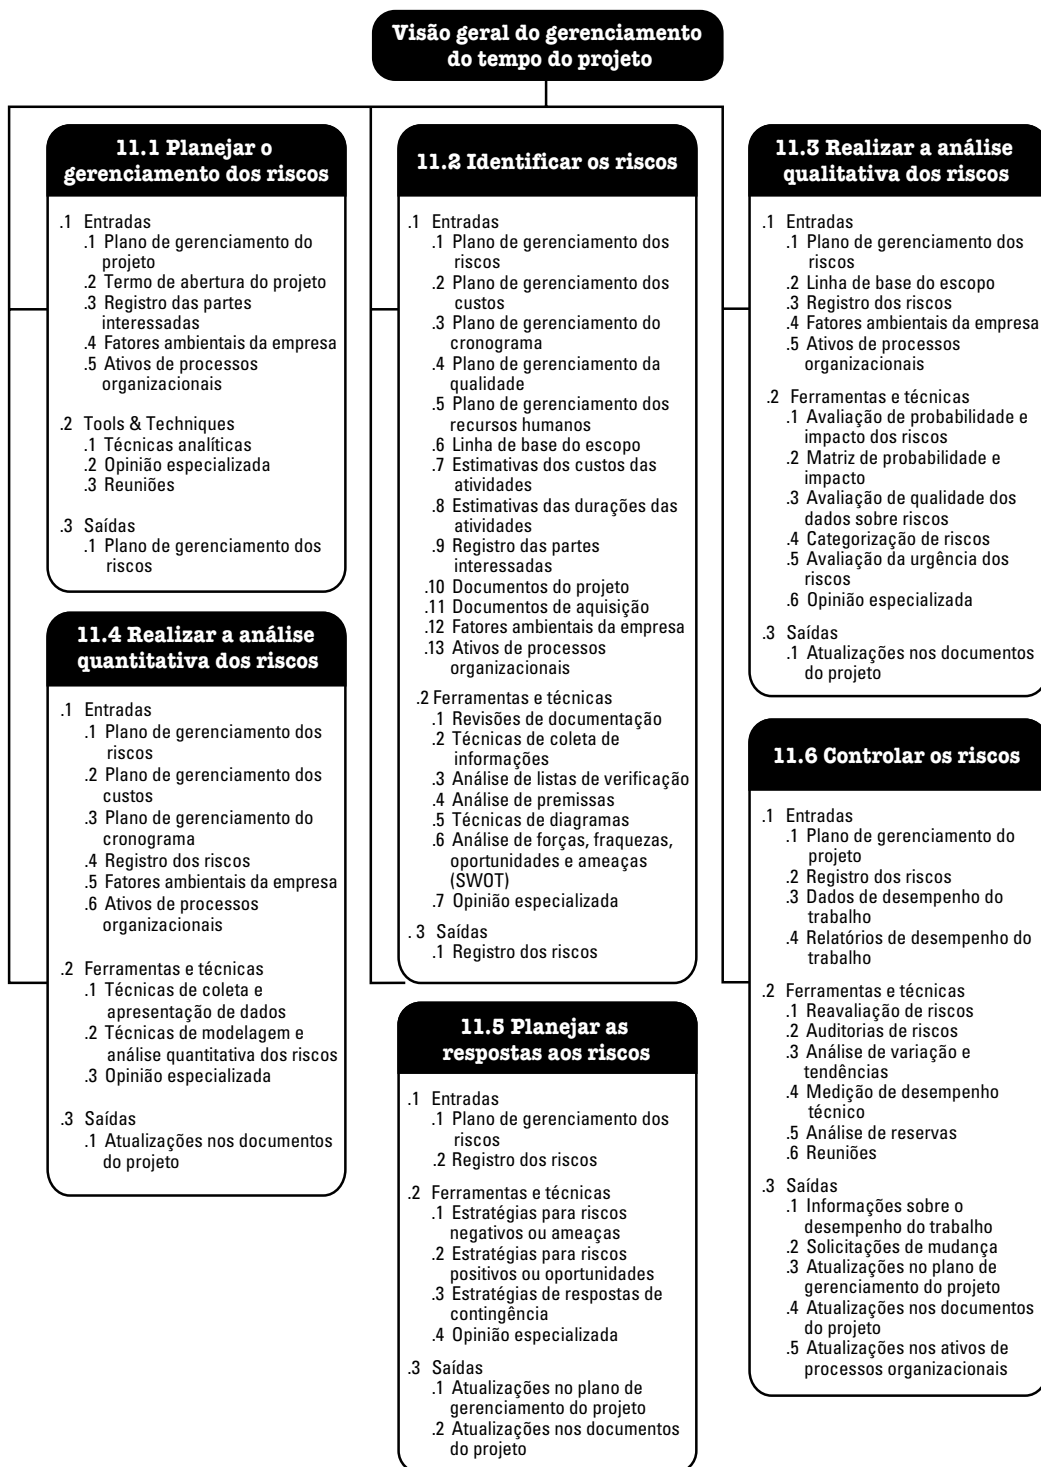 Visão geral do gerenciamento
do tempo do projeto
11.1 Planejar o
gerenciamento dos riscos
.1 Entradas
.1 Plano de gerenciamento do
projeto
.2 Termo de abertura do projeto
.3 Registro das partes
interessadas
.4 Fatores ambientais da empresa
.5 Ativos de processos
organizacionais
.2 Tools & Techniques
.1 Técnicas analíticas
.2 Opinião especializada
.3 Reuniões
.3 Saídas
.1 Plano de gerenciamento dos
riscos
11.2 Identificar os riscos
.1 Entradas
.1 Plano de gerenciamento dos
riscos
.2 Plano de gerenciamento dos
custos
.3 Plano de gerenciamento do
cronograma
.4 Plano de gerenciamento da
qualidade
.5 Plano de gerenciamento dos
recursos humanos
.6 Linha de base do escopo
.7 Estimativas dos custos das
atividades
.8 Estimativas das durações das
atividades
.9 Registro das partes
interessadas
.10 Documentos do projeto
.11 Documentos de aquisição
.12 Fatores ambientais da empresa
.13 Ativos de processos
organizacionais
.2 Ferramentas e técnicas
.1 Revisões de documentação
.2 Técnicas de coleta de
informações
.3 Análise de listas de verificação
.4 Análise de premissas
.5 Técnicas de diagramas
.6 Análise de forças, fraquezas,
oportunidades e ameaças
(SWOT)
.7 Opinião especializada
. 3 Saídas
.1 Registro dos riscos
11.3 Realizar a análise
qualitativa dos riscos
.1 Entradas
.1 Plano de gerenciamento dos
riscos
.2 Linha de base do escopo
.3 Registro dos riscos
.4 Fatores ambientais da empresa
.5 Ativos de processos
organizacionais
.2 Ferramentas e técnicas
.1 Avaliação de probabilidade e
impacto dos riscos
.2 Matriz de probabilidade e
impacto
.3 Avaliação de qualidade dos
dados sobre riscos
.4 Categorização de riscos
.5 Avaliação da urgência dos
riscos
.6 Opinião especializada
.3 Saídas
.1 Atualizações nos documentos
do projeto
11.4 Realizar a análise
quantitativa dos riscos
.1 Entradas
.1 Plano de gerenciamento dos
riscos
.2 Plano de gerenciamento dos
custos
.3 Plano de gerenciamento do
cronograma
.4 Registro dos riscos
.5 Fatores ambientais da empresa
.6 Ativos de processos
organizacionais
.2 Ferramentas e técnicas
.1 Técnicas de coleta e
apresentação de dados
.2 Técnicas de modelagem e
análise quantitativa dos riscos
.3 Opinião especializada
.3 Saídas
.1 Atualizações nos documentos
do projeto
11.5 Planejar as
respostas aos riscos
.1 Entradas
.1 Plano de gerenciamento dos
riscos
.2 Registro dos riscos
.2 Ferramentas e técnicas
.1 Estratégias para riscos
negativos ou ameaças
.2 Estratégias para riscos
positivos ou oportunidades
.3 Estratégias de respostas de
contingência
.4 Opinião especializada
.3 Saídas
.1 Atualizações no plano de
gerenciamento do projeto
.2 Atualizações nos documentos
do projeto
11.6 Controlar os riscos
.1 Entradas
.1 Plano de gerenciamento do
projeto
.2 Registro dos riscos
.3 Dados de desempenho do
trabalho
.4 Relatórios de desempenho do
trabalho
.2 Ferramentas e técnicas
.1 Reavaliação de riscos
.2 Auditorias de riscos
.3 Análise de variação e
tendências
.4 Medição de desempenho
técnico
.5 Análise de reservas
.6 Reuniões
.3 Saídas
.1 Informações sobre o
desempenho do trabalho
.2 Solicitações de mudança
.3 Atualizações no plano de
gerenciamento do projeto
.4 Atualizações nos documentos
do projeto
.5 Atualizações nos ativos de
processos organizacionais